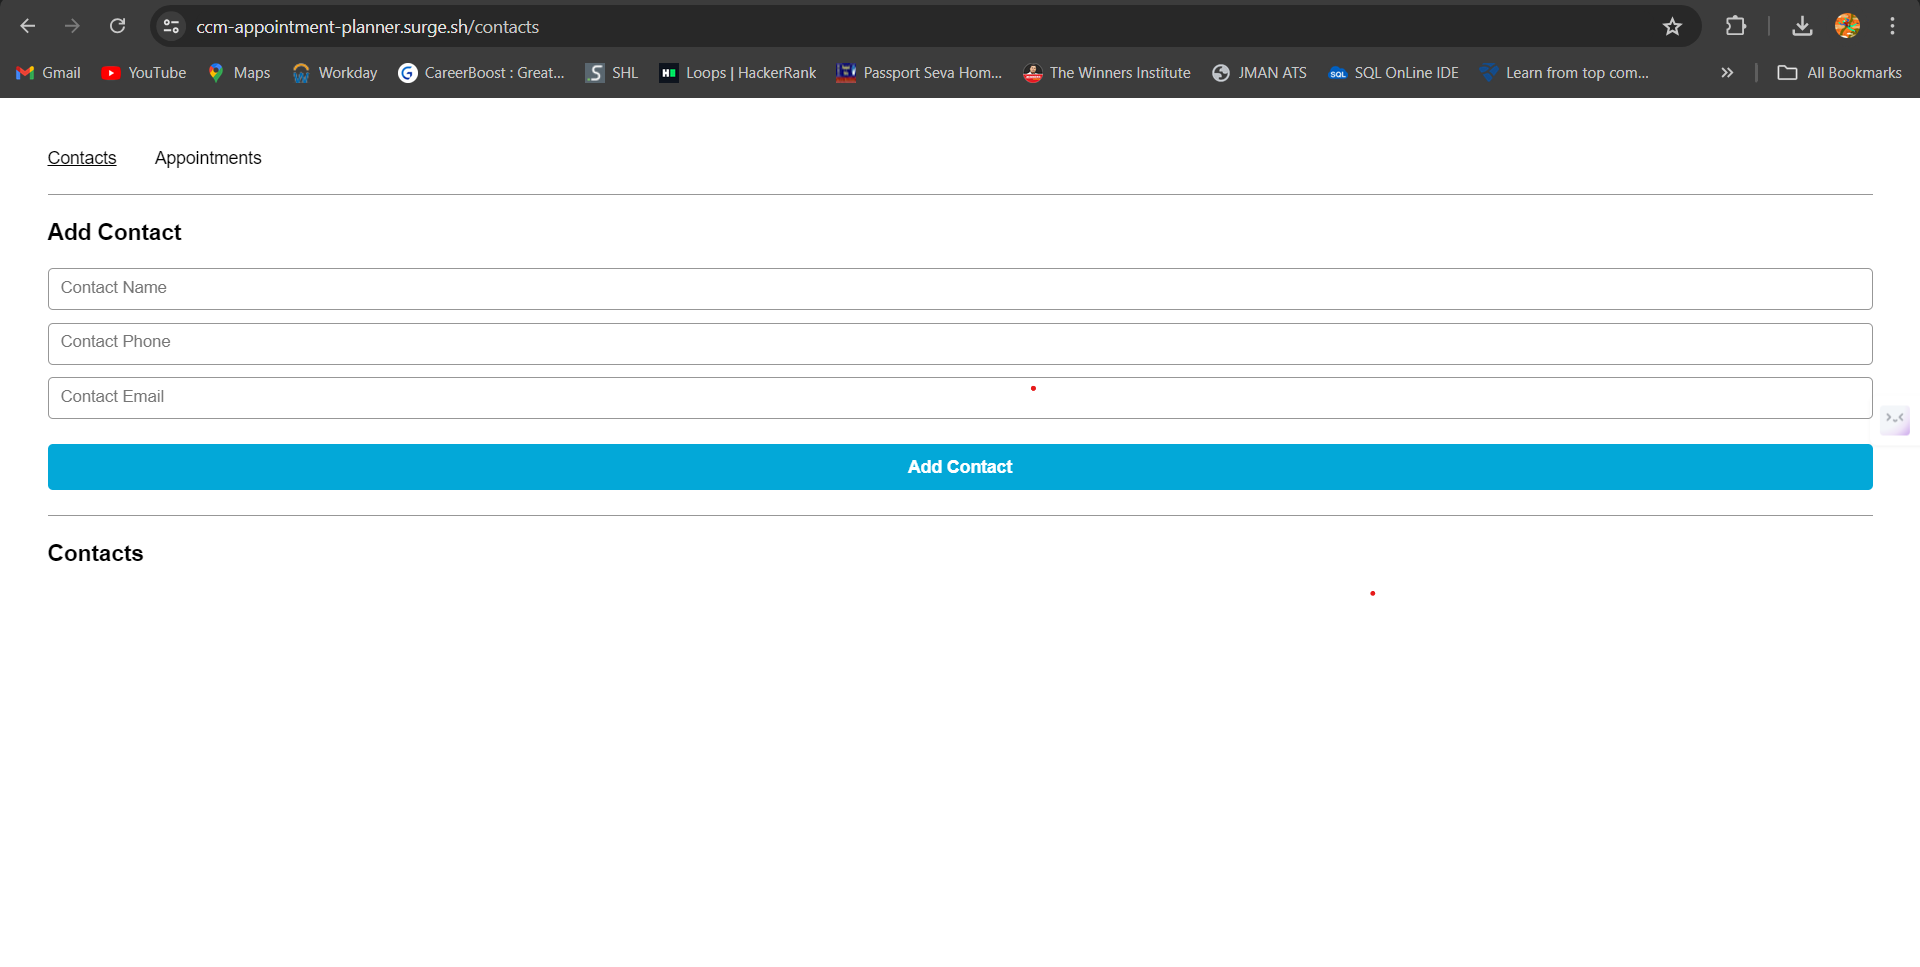 ccm-appointment-planner.surge.sh/contacts
Gmail YouTube Maps Workday CareerBoost : Great... SHL Loops | HackerRank Passport Seva Hom... The Winners Institute JMAN ATS SQL OnLine IDE Learn from top com... » All Bookmarks
Contacts Appointments
Add Contact
Contact Name
Contact Phone
Contact Email
Add Contact
Contacts